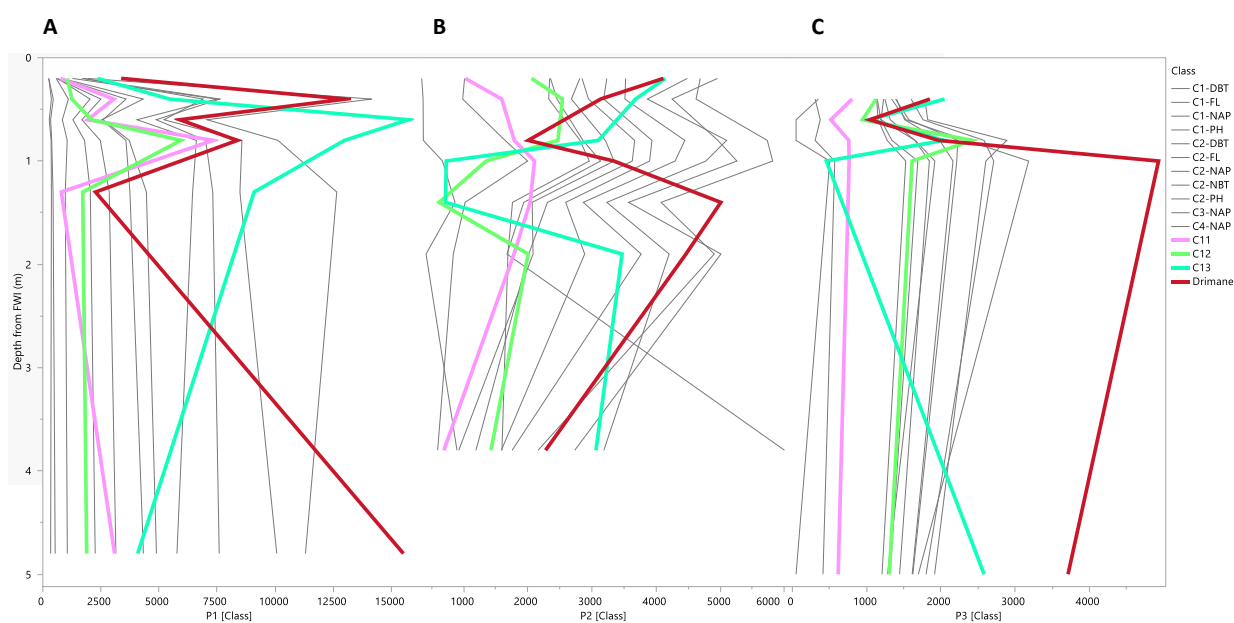 A B C
0
1
2
3
4
5
Depth from FWI (m)
0 2500 5000 7500 10000 12500 15000
P1 [Class]
1000 2000 3000 4000 5000 6000
P2 [Class]
0 1000 2000 3000 4000
P3 [Class]
Class
C1-DBT
C1-FL
C1-NAP
C1-PH
C2-DBT
C2-FL
C2-NAP
C2-NBT
C2-PH
C3-NAP
C4-NAP
C11
C12
C13
Drimane